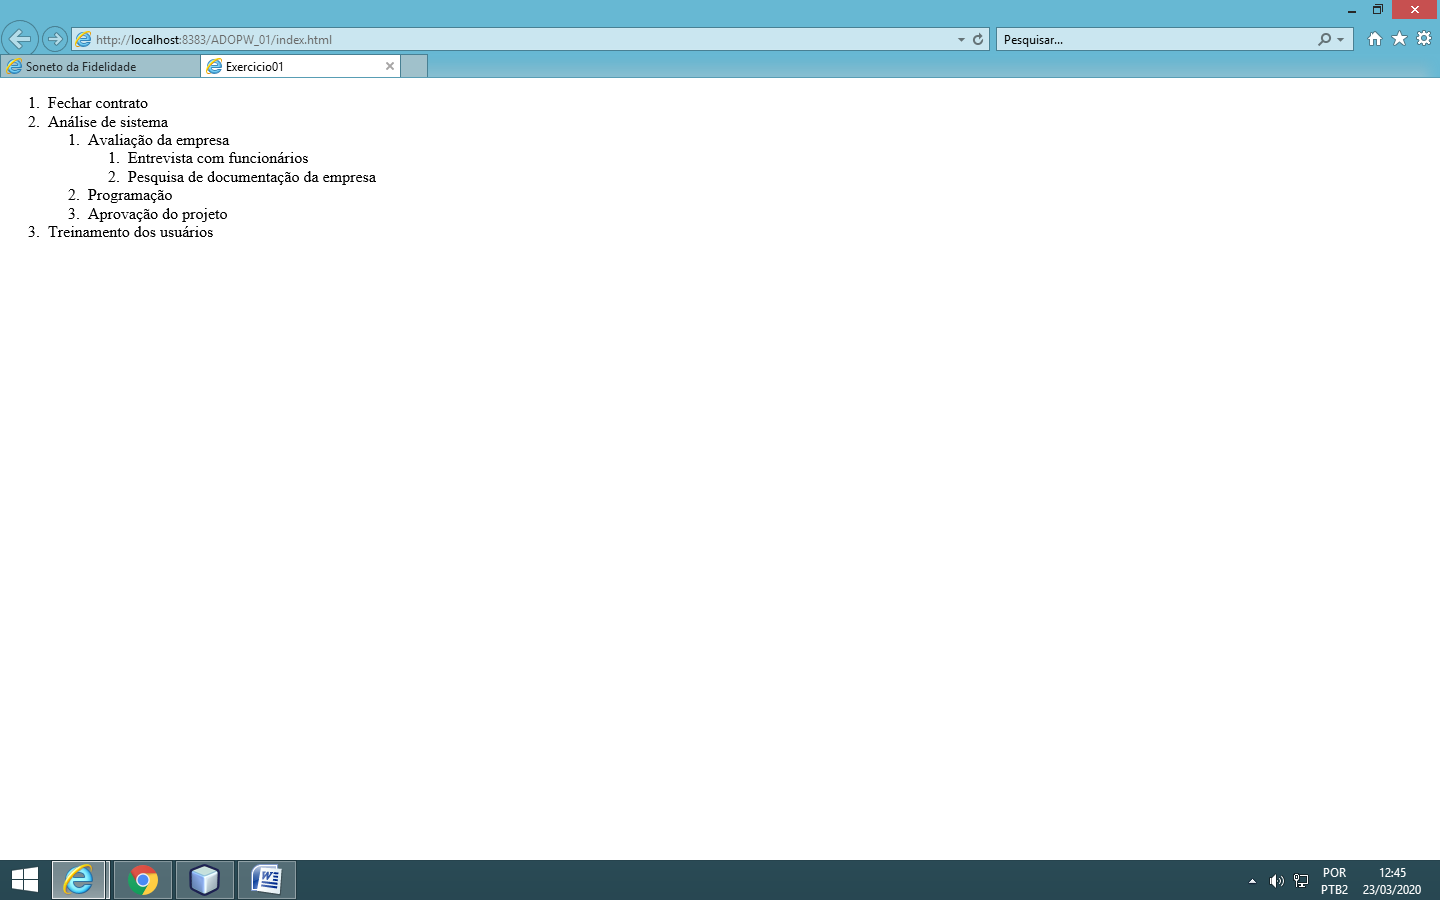 http://localhost:8383/ADOPW_01/index.html
Pesquisar...
Soneto da Fidelidade
Exercicio01
1. Fechar contrato
2. Análise de sistema
1. Avaliação da empresa
1. Entrevista com funcionários
2. Pesquisa de documentação da empresa
2. Programação
3. Aprovação do projeto
3. Treinamento dos usuários
POR
PTB2
12:45
23/03/2020